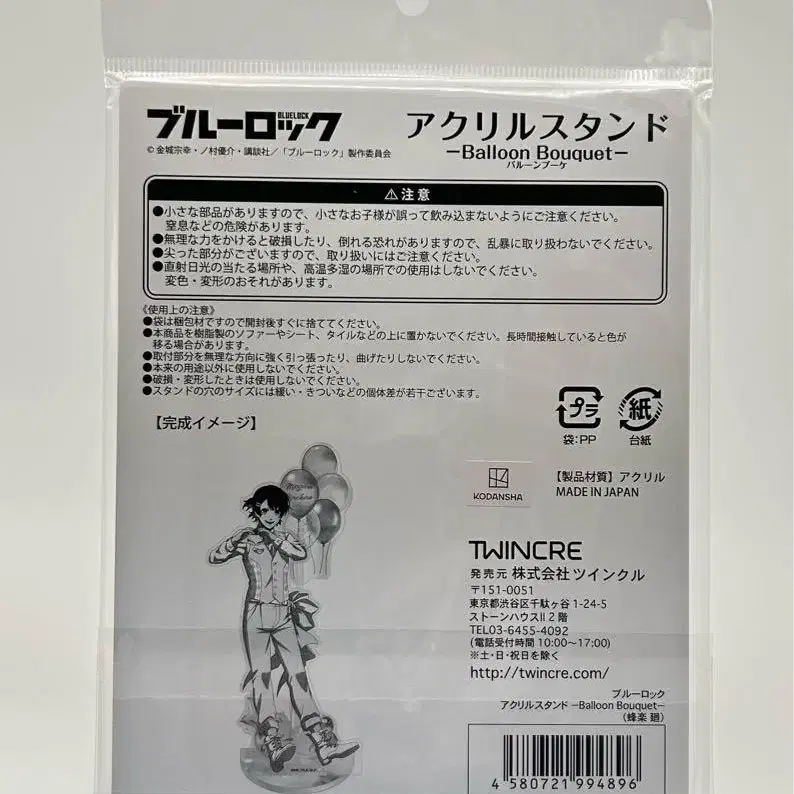 ブルーロック
BLUELOCK
©金城宗幸・ノ村優介・講談社／「ブルーロック」製作委員会
アクリルスタンド
−Balloon Bouquet−
バルーンブーケ
⚠注意
●小さな部品がありますので、小さなお子様が誤って飲み込まないようにご注意ください。
窒息などの危険があります。
●無理な力をかけると破損したり、倒れる恐れがありますので、乱暴に取り扱わないでください。
●尖った部分がございますので、取り扱いにはご注意ください。
●直射日光の当たる場所や、高温多湿の場所での使用はしないでください。
変色・変形のおそれがあります。
《使用上の注意》
●袋は梱包材ですので開封後すぐに捨ててください。
●本商品を樹脂製のソファーやシート、タイルなどの上に置かないでください。長時間接触していると色が
移る場合があります。
●取付部分を無理な方向に強く引っ張ったり、曲げたりしないでください。
●本来の用途以外に使用しないでください。
●破損・変形したときは使用しないでください。
●スタンドの穴のサイズには緩い・きついなどの個体差が若干ございます。
【完成イメージ】
プラ
袋:PP
紙
台紙
KODANSHA
【製品材質】アクリル
MADE IN JAPAN
TWINCRE
発売元 株式会社ツインクル
〒151-0051
東京都渋谷区千駄ヶ谷1-24-5
ストーンハウスⅡ2階
TEL03-6455-4092
(電話受付時間 10:00〜17:00)
※土・日・祝日を除く
http://twincre.com/
ブルーロック
アクリルスタンド −Balloon Bouquet−
(蜂楽 廻)
4 580721 994896